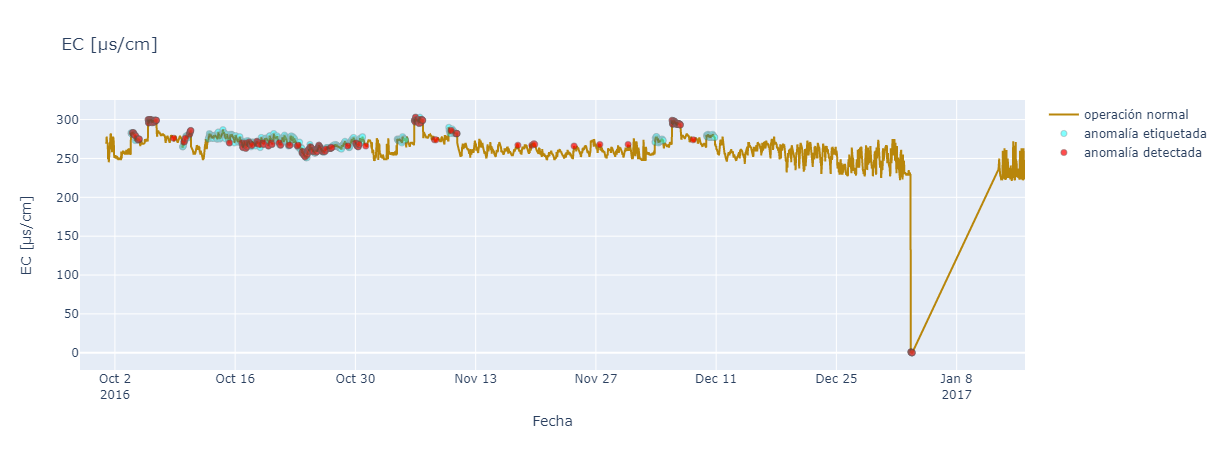 EC [µs/cm]
EC [µs/cm]
300
250
200
150
100
50
0
Oct 2
2016
Oct 16
Oct 30
Nov 13
Nov 27
Dec 11
Dec 25
Jan 8
2017
Fecha
operación normal
anomalía etiquetada
anomalía detectada